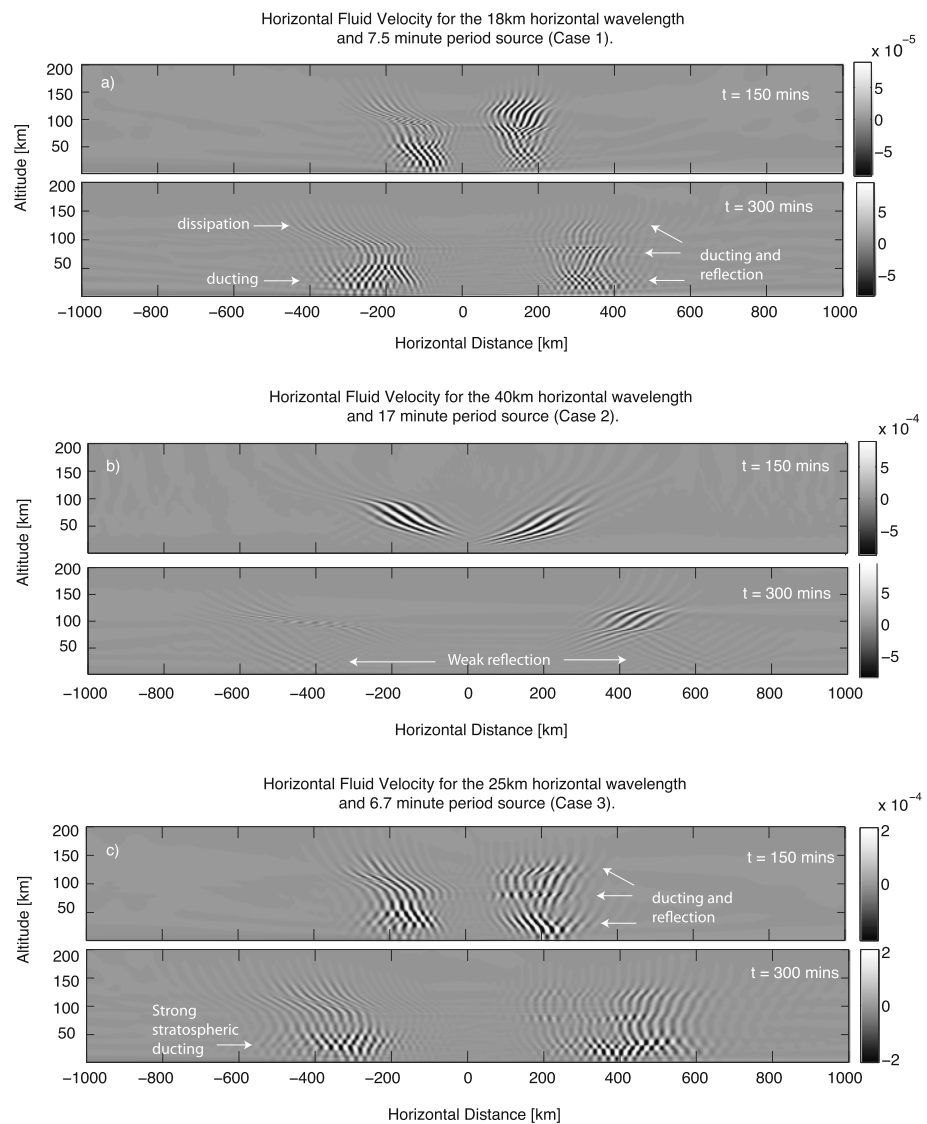 Horizontal Fluid Velocity for the 18km horizontal wavelength
and 7.5 minute period source (Case 1).
x 10^-5
200
150
100
50
a)
t = 150 mins
5
0
-5
Altitude [km]
200
150
100
50
t = 300 mins
dissipation
ducting
ducting and
reflection
5
0
-5
-1000 -800 -600 -400 -200 0 200 400 600 800 1000
Horizontal Distance [km]
Horizontal Fluid Velocity for the 40km horizontal wavelength
and 17 minute period source (Case 2).
x 10^-4
200
150
100
50
b)
t = 150 mins
5
0
-5
Altitude [km]
200
150
100
50
t = 300 mins
Weak reflection
5
0
-5
-1000 -800 -600 -400 -200 0 200 400 600 800 1000
Horizontal Distance [km]
Horizontal Fluid Velocity for the 25km horizontal wavelength
and 6.7 minute period source (Case 3).
x 10^-4
200
150
100
50
c)
t = 150 mins
ducting and
reflection
2
0
Altitude [km]
200
150
100
50
t = 300 mins
Strong
stratospheric
ducting
2
0
-2
-1000 -800 -600 -400 -200 0 200 400 600 800 1000
Horizontal Distance [km]